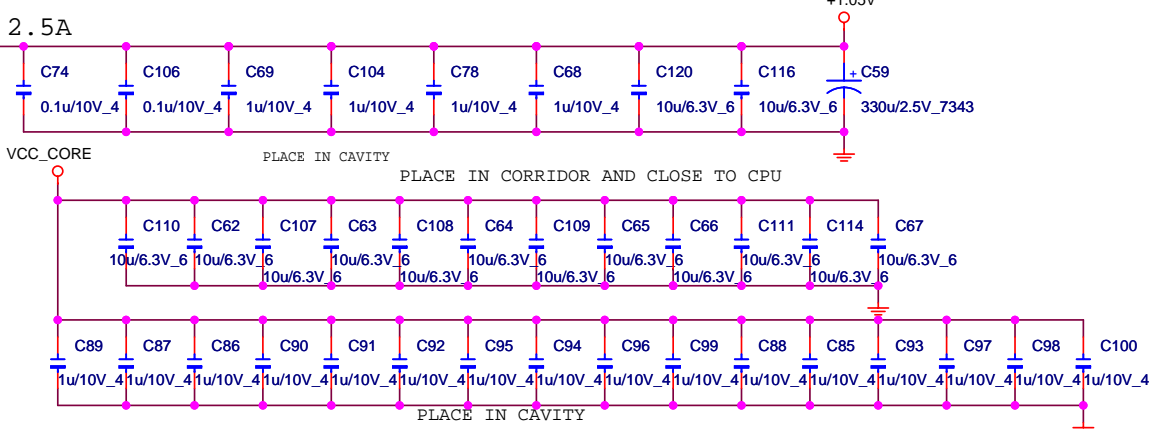 +1.05V
2.5A
C74 C106 C69 C104 C78 C68 C120 C116 + C59
0.1u/10V_4 0.1u/10V_4 1u/10V_4 1u/10V_4 1u/10V_4 1u/10V_4 10u/6.3V_6 10u/6.3V_6 330u/2.5V_7343
VCC_CORE
PLACE IN CAVITY
PLACE IN CORRIDOR AND CLOSE TO CPU
C110 C62 C107 C63 C108 C64 C109 C65 C66 C111 C114 C67
10u/6.3V_6 10u/6.3V_6 10u/6.3V_6 10u/6.3V_6 10u/6.3V_6 10u/6.3V_6 10u/6.3V_6
10u/6.3V_6 10u/6.3V_6 10u/6.3V_6 10u/6.3V_6 10u/6.3V_6
C89 C87 C86 C90 C91 C92 C95 C94 C96 C99 C88 C85 C93 C97 C98 C100
1u/10V_4 1u/10V_4 1u/10V_4 1u/10V_4 1u/10V_4 1u/10V_4 1u/10V_4 1u/10V_4 1u/10V_4 1u/10V_4 1u/10V_4 1u/10V_4 1u/10V_4 1u/10V_4 1u/10V_4 1u/10V_4
PLACE IN CAVITY